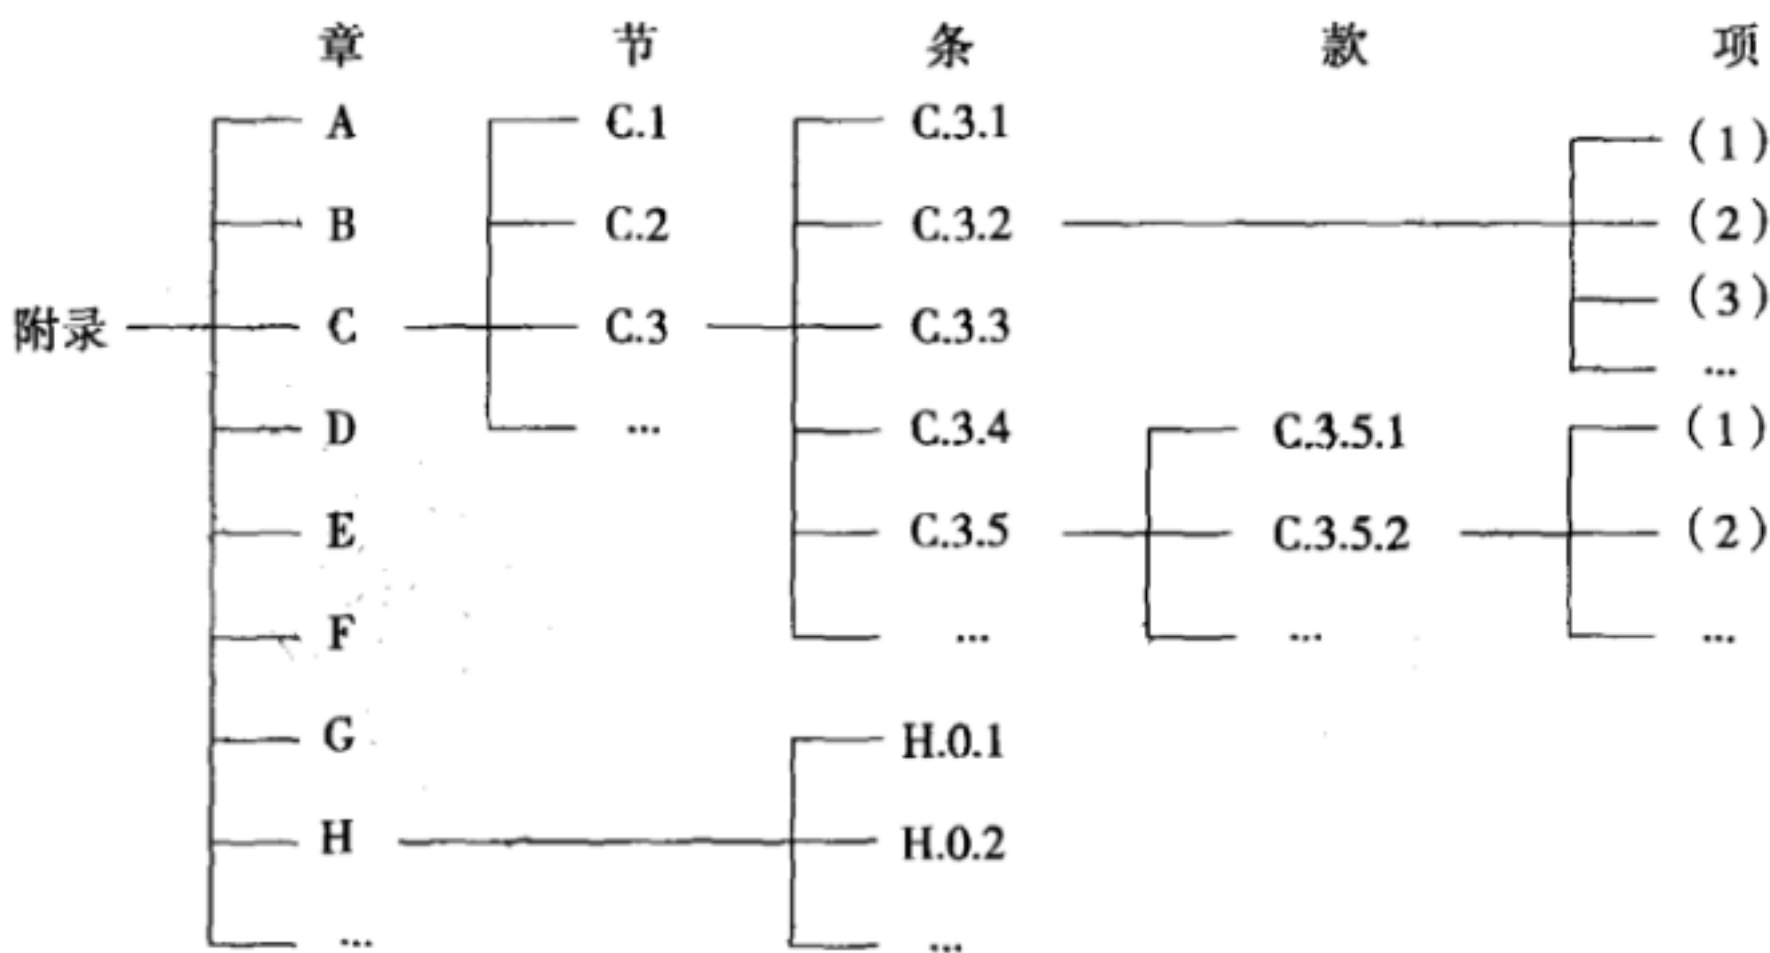 章 节 条 款 项
A C.1 C.3.1 (1)
B C.2 C.3.2 (2)
(3)
附录 C C.3 C.3.3
…
D … C.3.4 C.3.5.1 (1)
E C.3.5 C.3.5.2 (2)
F … … …
G H.0.1
H H.0.2
… …